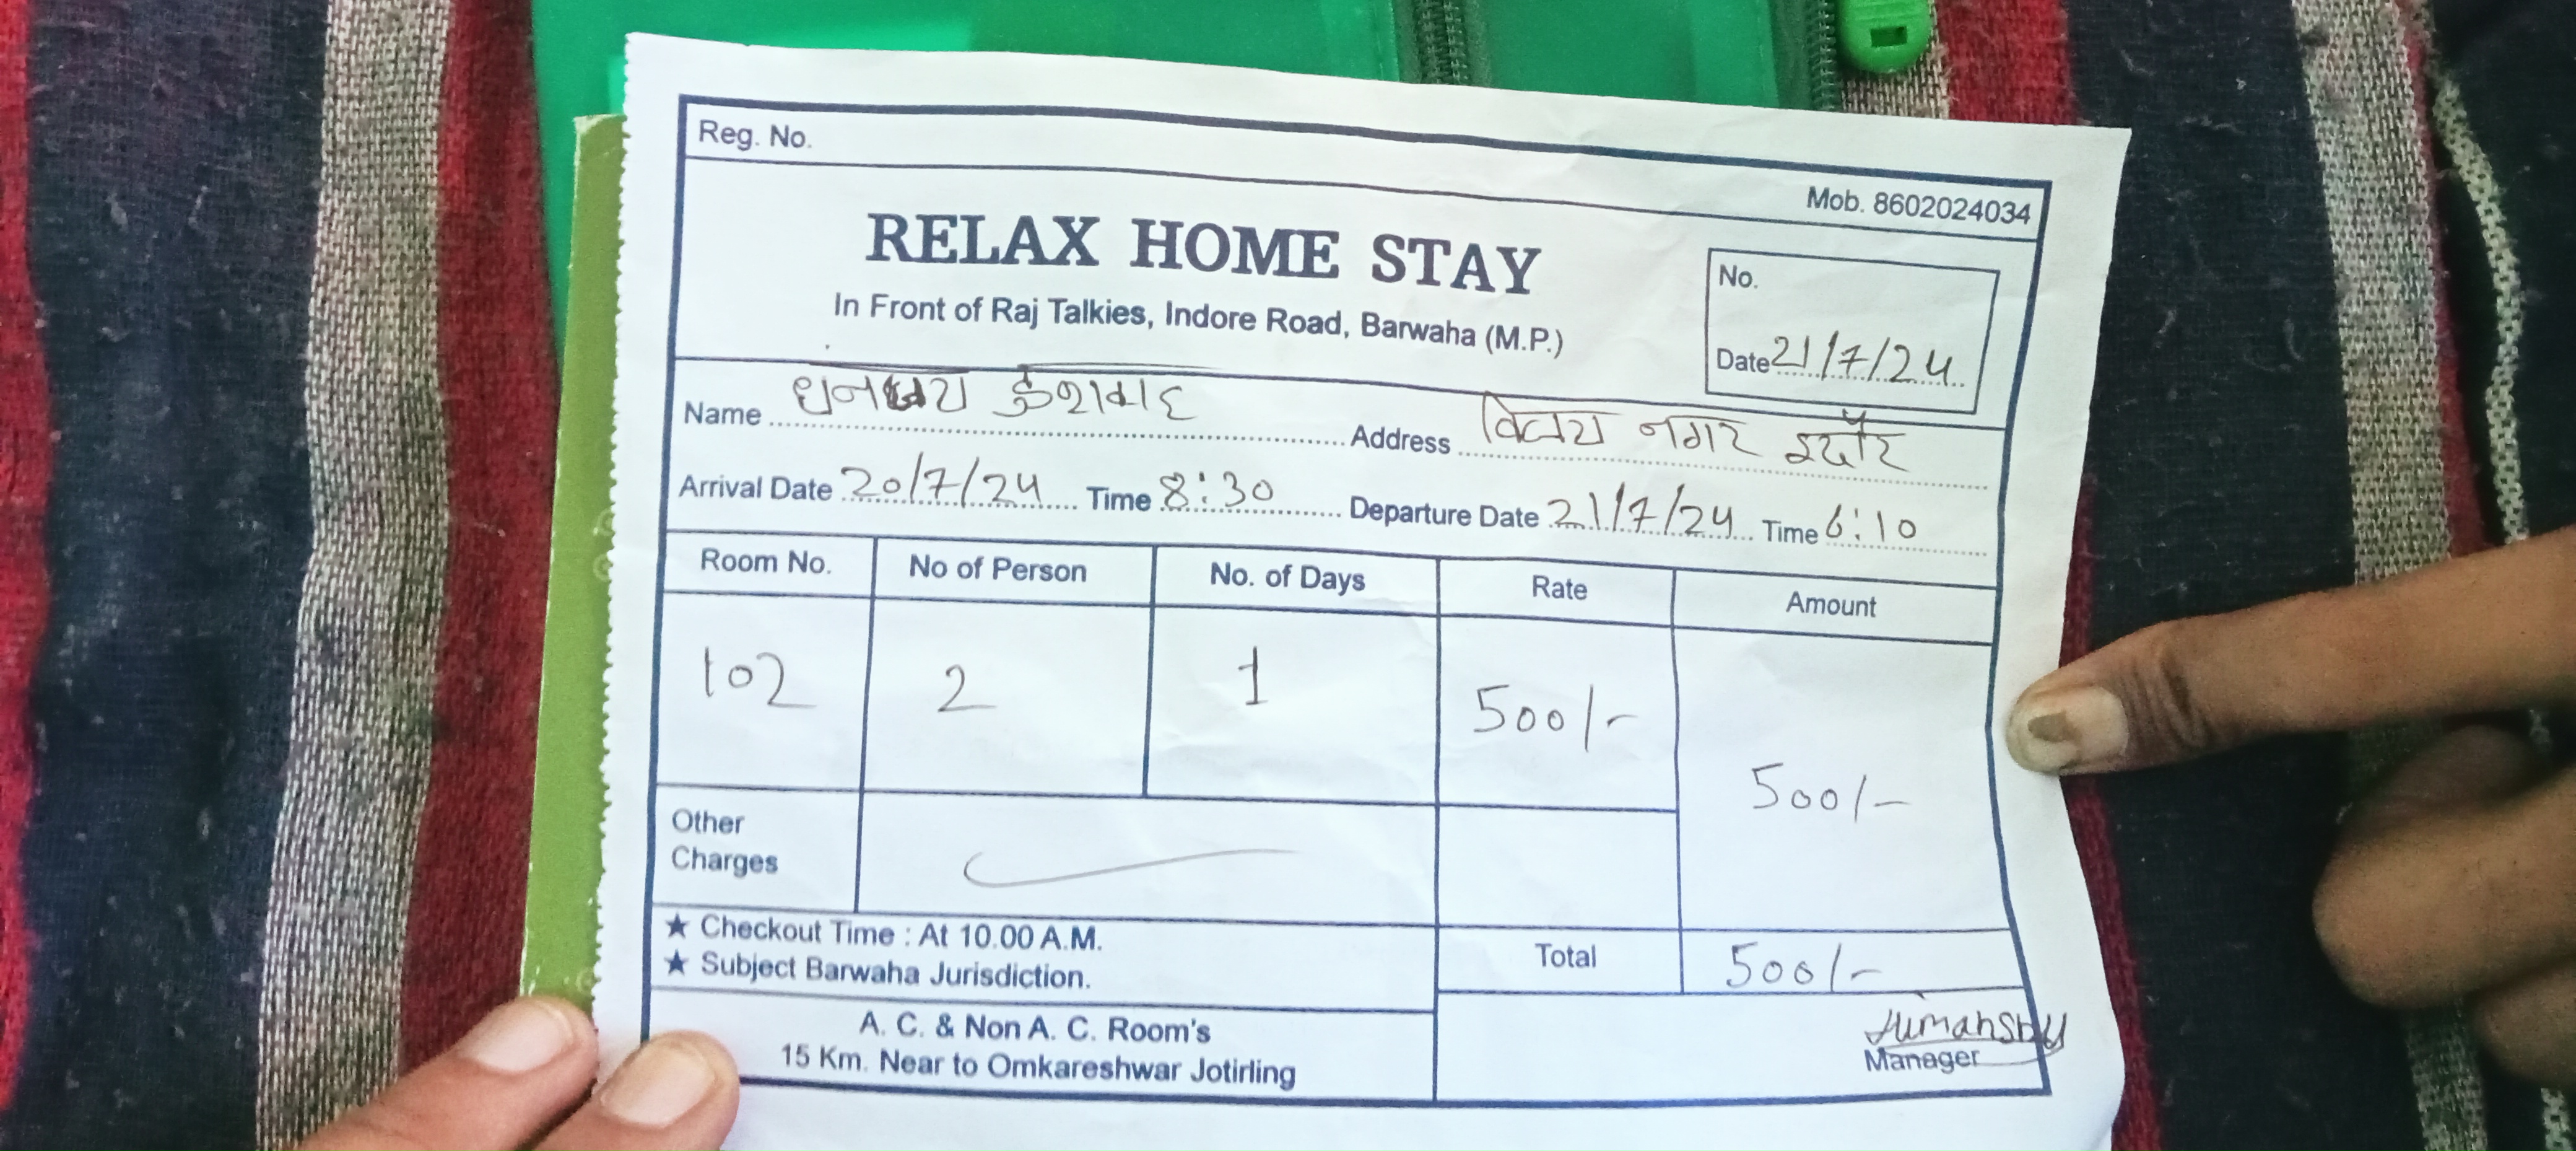 Reg. No.
Mob. 8602024034
RELAX HOME STAY
In Front of Raj Talkies, Indore Road, Barwaha (M.P.)
No.
Date 21/7/24
Name
Address नगर इंदौर
Arrival Date 20/7/24 Time 8:30 Departure Date 21/7/24 Time 6:10
Room No. No of Person No. of Days Rate Amount
102 2 1 500/- 500/-
Other
Charges
★ Checkout Time : At 10.00 A.M.
★ Subject Barwaha Jurisdiction.
Total 500/-
A. C. & Non A. C. Room's
15 Km. Near to Omkareshwar Jotirling
Himanshu
Manager